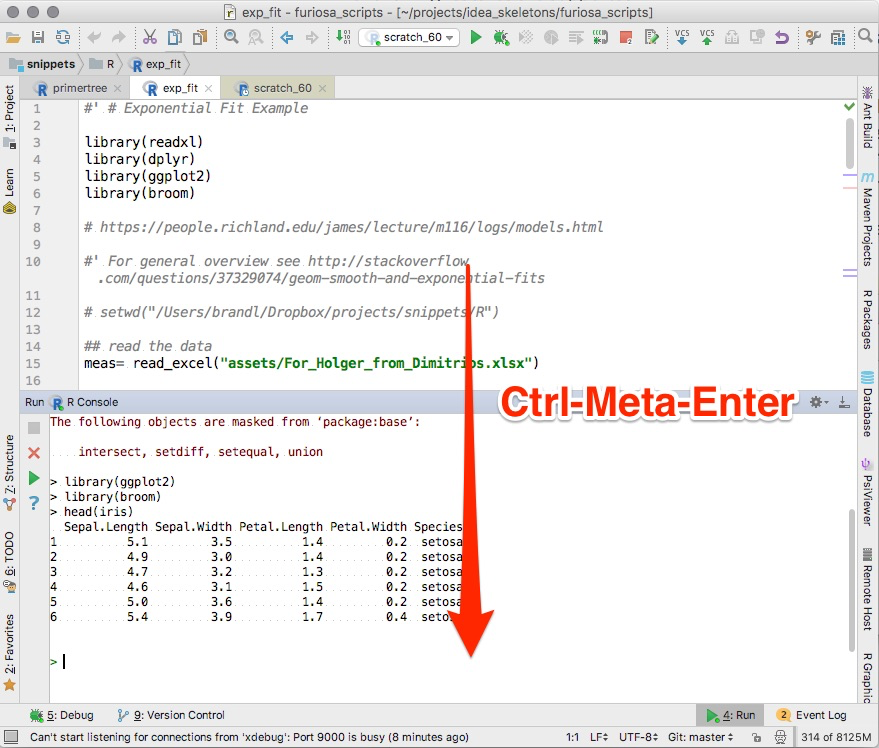 exp_fit - furiosa_scripts - [~/projects/idea_skeletons/furiosa_scripts]
scratch_60
VCS VCS
snippets R exp_fit
primertree exp_fit scratch_60
1 #' # Exponential Fit Example
2
3 library(readxl)
4 library(dplyr)
5 library(ggplot2)
6 library(broom)
7
8 # https://people.richland.edu/james/lecture/m116/logs/models.html
9
10 #' For general overview see http://stackoverflow
.com/questions/37329074/geom-smooth-and-exponential-fits
11
12 # setwd("/Users/brandl/Dropbox/projects/snippets/R")
13
14 ## read the data
15 meas= read_excel("assets/For_Holger_from_Dimitrios.xlsx")
16
Run R Console
Ctrl-Meta-Enter
The following objects are masked from ‘package:base’:
intersect, setdiff, setequal, union
> library(ggplot2)
> library(broom)
> head(iris)
Sepal.Length Sepal.Width Petal.Length Petal.Width Species
1 5.1 3.5 1.4 0.2 setosa
2 4.9 3.0 1.4 0.2 setosa
3 4.7 3.2 1.3 0.2 setosa
4 4.6 3.1 1.5 0.2 setosa
5 5.0 3.6 1.4 0.2 setosa
6 5.4 3.9 1.7 0.4 setosa
>
1: Project
Learn
7: Structure
6: TODO
2: Favorites
Ant Build
Maven Projects
R Packages
Database
PsiViewer
Remote Host
R Graphic
5: Debug 9: Version Control 4: Run 2 Event Log
Can't start listening for connections from 'xdebug': Port 9000 is busy (8 minutes ago) 1:1 LF UTF-8 Git: master 314 of 8125M